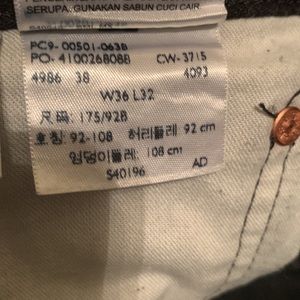 SERUPA. GUNAKAN SABUN CUCI CAIR
PC9-00501-0638
PO- 4100268088 CW-3715
4986 38 4093
W36 L32
尺码: 175/92B
호칭: 92-108 허리둘레 92 cm
엉덩이둘레: 108 cm
AD
S40196